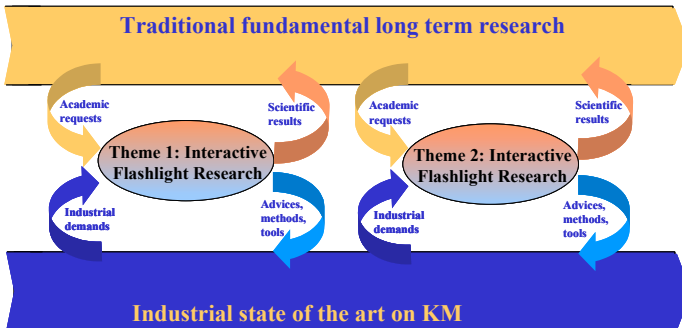 Traditional fundamental long term research
Academic
requests
Scientific
results
Academic
requests
Scientific
results
Theme 1: Interactive
Flashlight Research
Theme 2: Interactive
Flashlight Research
Industrial
demands
Advices,
methods,
tools
Industrial
demands
Advices,
methods,
tools
Industrial state of the art on KM